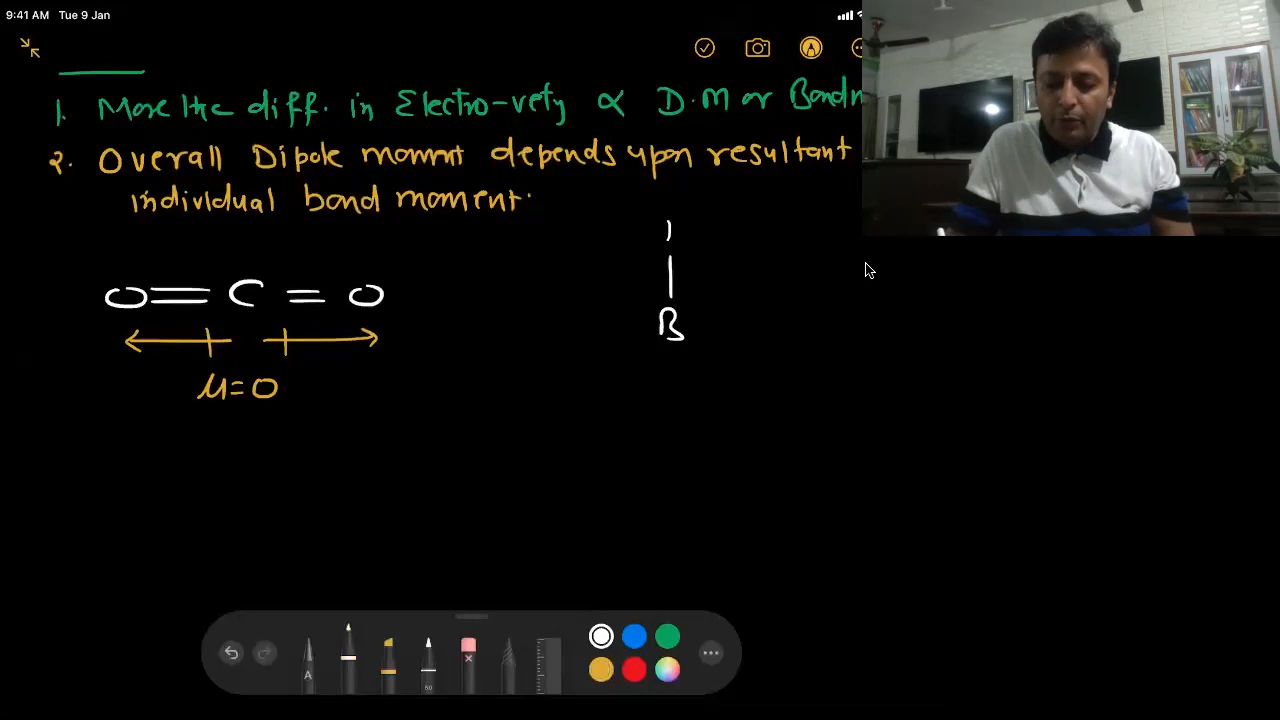 9:41 AM Tue 9 Jan
1. More the diff. in Electro-vety ∝ D.M or Bond
2. Overall Dipole moment depends upon resultant
individual bond moment.
O=C=O
μ=0
B
A
50